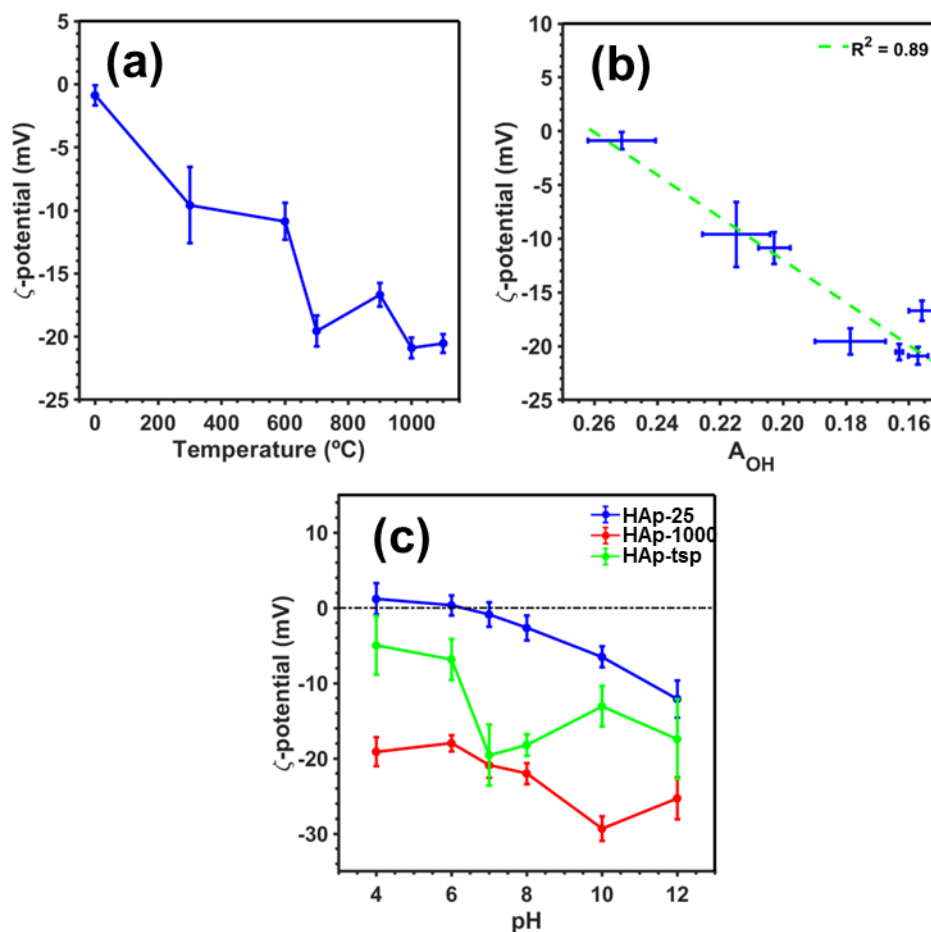 (a)
5
0
-5
-10
-15
-20
-25
ζ-potential (mV)
0 200 400 600 800 1000
Temperature (ºC)
(b)
R² = 0.89
10
5
0
-5
-10
-15
-20
-25
ζ-potential (mV)
0.26 0.24 0.22 0.20 0.18 0.16
A_OH
(c)
HAp-25
HAp-1000
HAp-tsp
10
0
-10
-20
-30
ζ-potential (mV)
4 6 8 10 12
pH